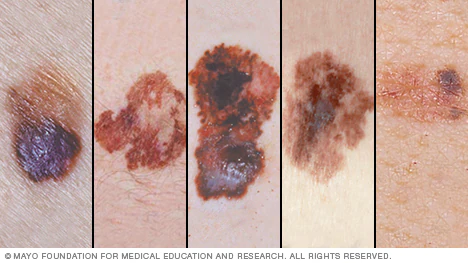 © MAYO FOUNDATION FOR MEDICAL EDUCATION AND RESEARCH. ALL RIGHTS RESERVED.